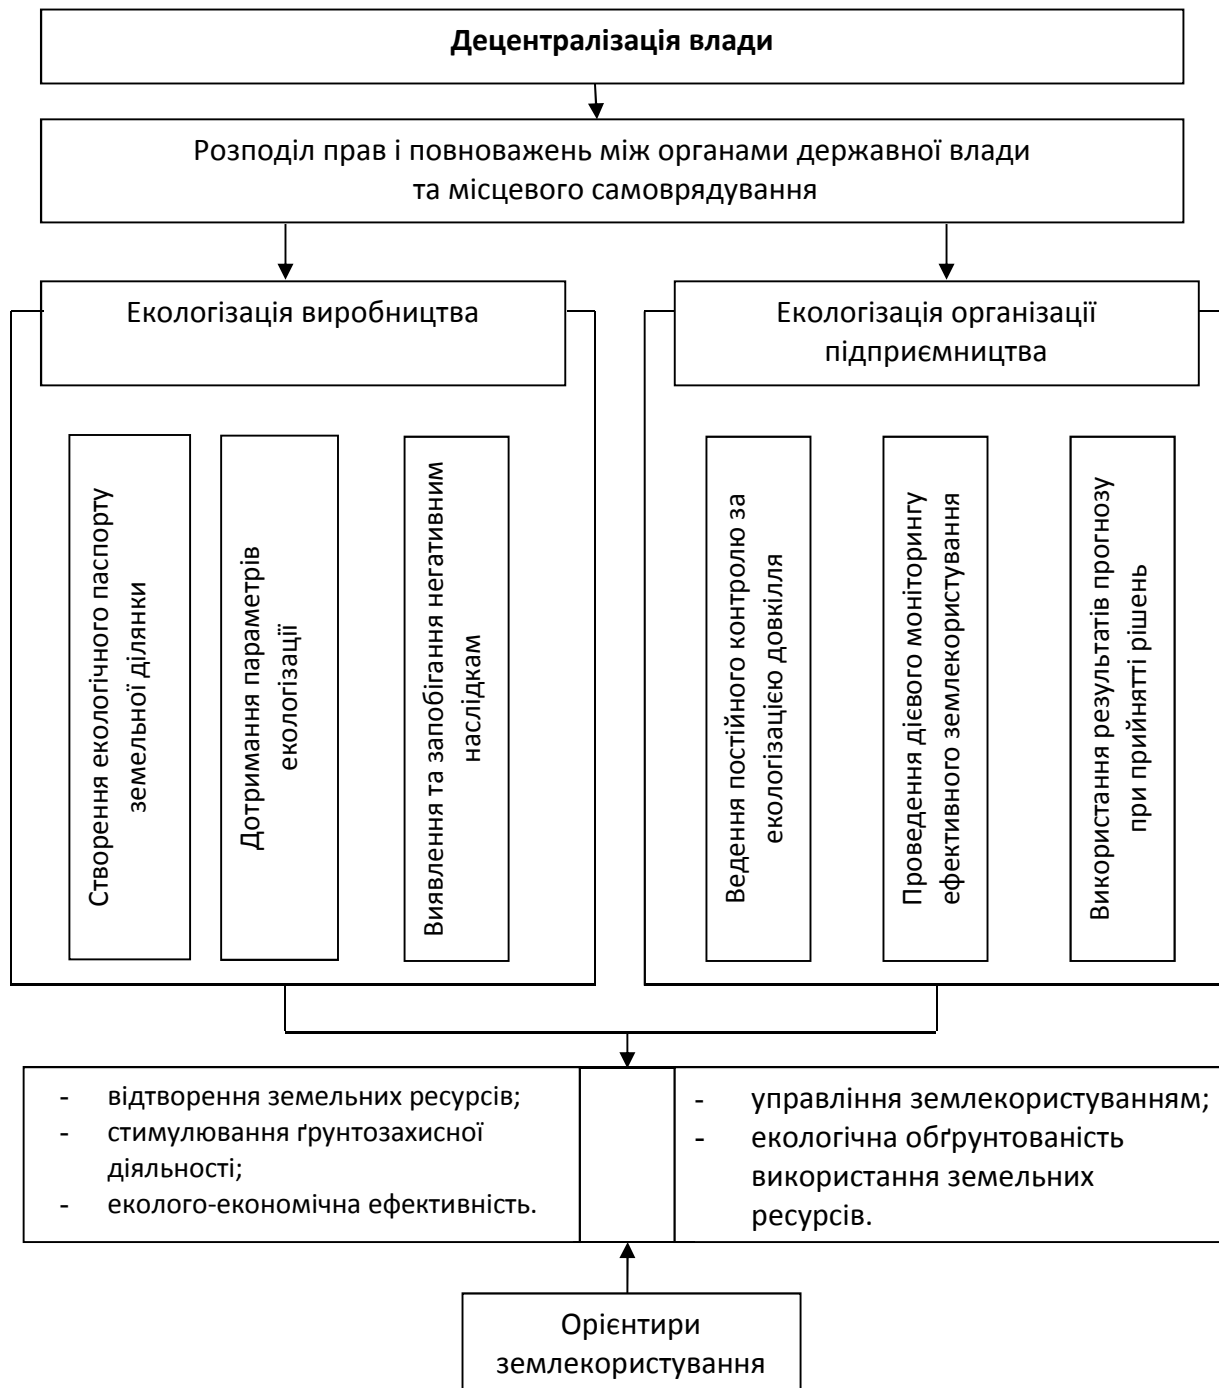 Децентралізація влади
Розподіл прав і повноважень між органами державної влади
та місцевого самоврядування
Екологізація виробництва
Екологізація організації
підприємництва
Створення екологічного паспорту
земельної ділянки
Дотримання параметрів
екологізації
Виявлення та запобігання негативним
наслідкам
Ведення постійного контролю за
екологізацією довкілля
Проведення дієвого моніторингу
ефективного землекористування
Використання результатів прогнозу
при прийнятті рішень
- відтворення земельних ресурсів;
- стимулювання ґрунтозахисної
діяльності;
- еколого-економічна ефективність.
- управління землекористуванням;
- екологічна обґрунтованість
використання земельних
ресурсів.
Орієнтири
землекористування